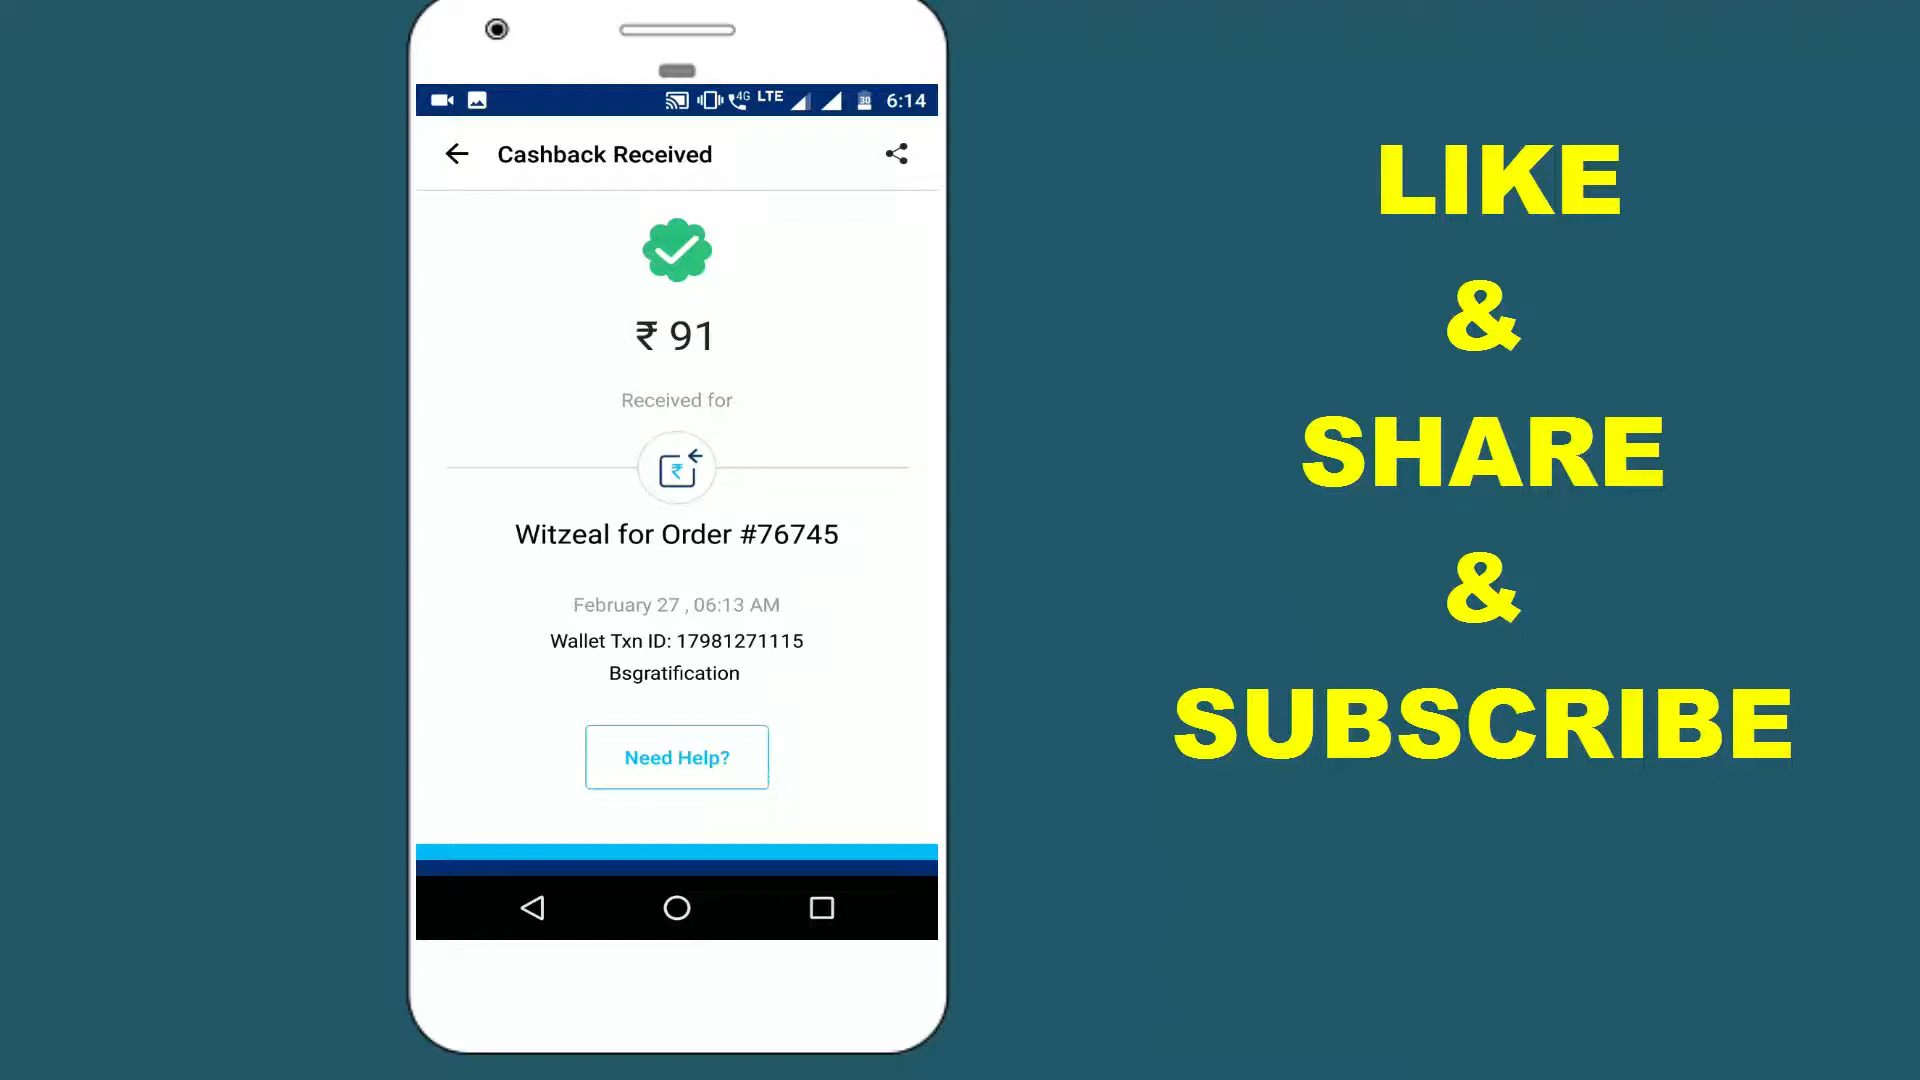 4G LTE 30 6:14
Cashback Received
₹ 91
Received for
₹
Witzeal for Order #76745
February 27 , 06:13 AM
Wallet Txn ID: 17981271115
Bsgratification
Need Help?
LIKE
&
SHARE
&
SUBSCRIBE